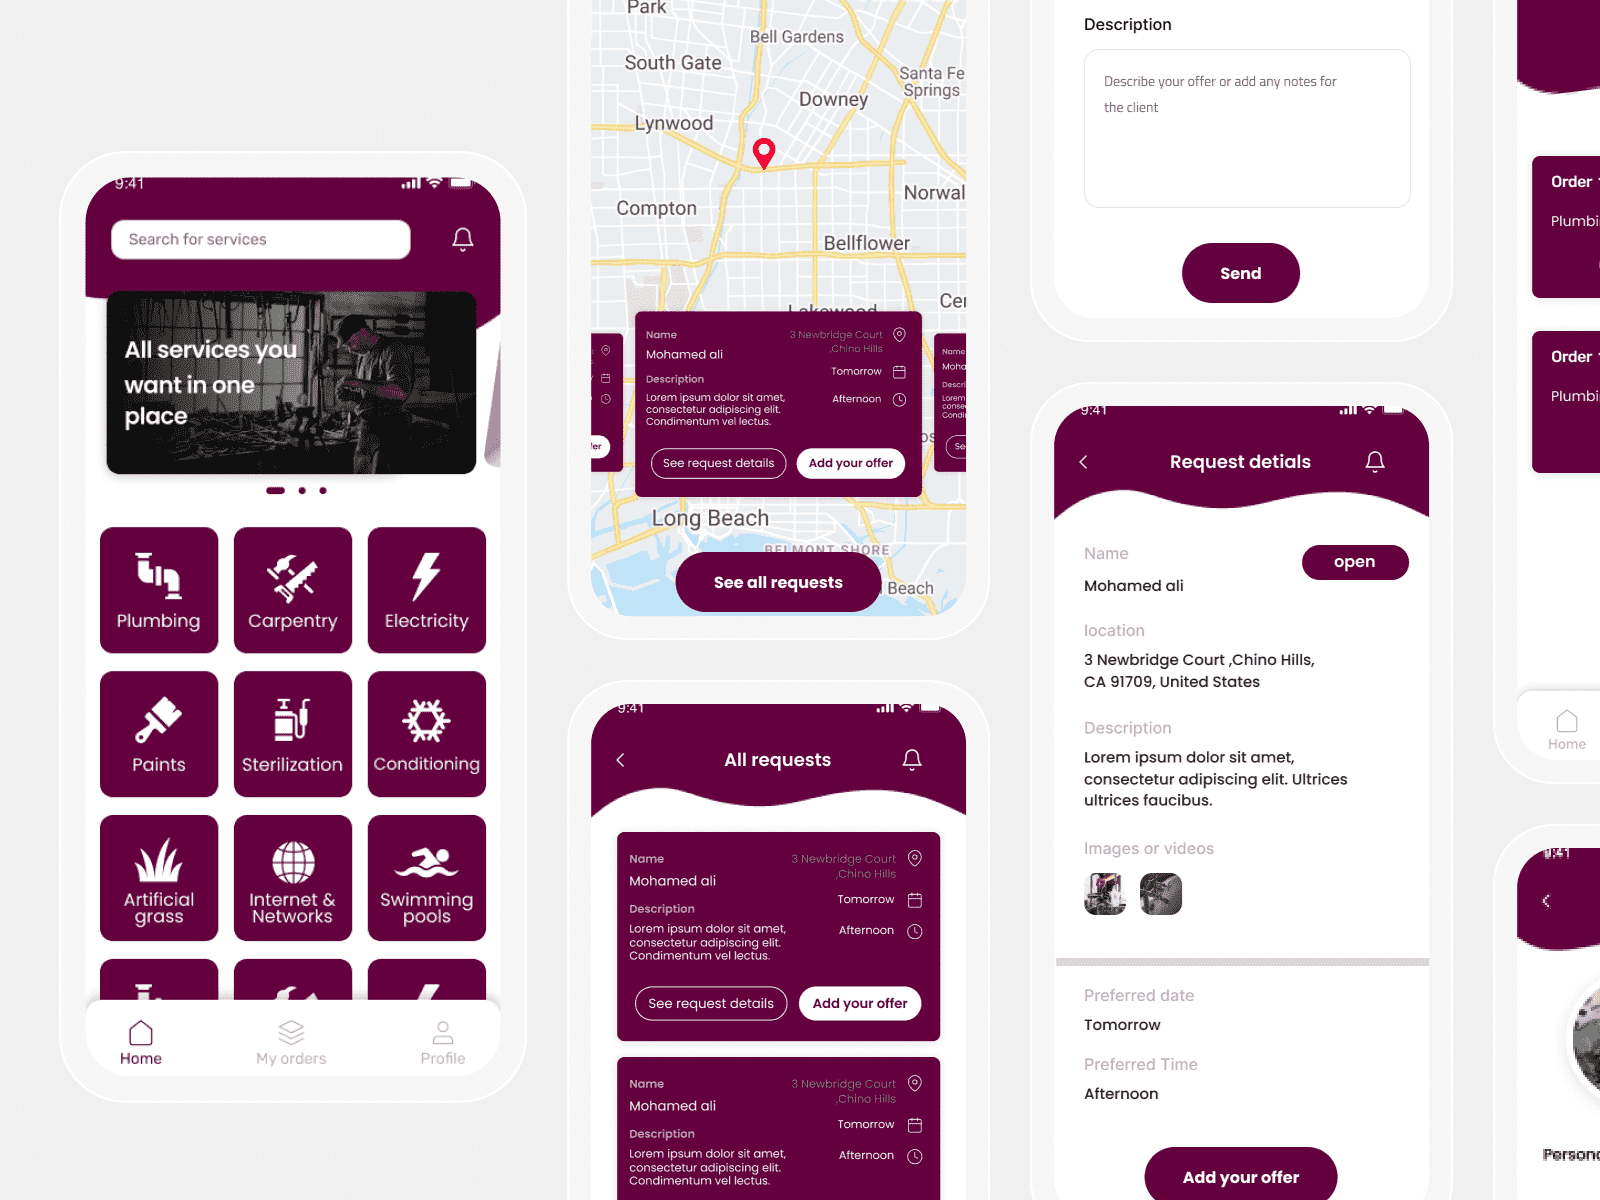 9:41
Search for services
All services you
want in one
place
Plumbing
Carpentry
Electricity
Paints
Sterilization
Conditioning
Artificial
grass
Internet &
Networks
Swimming
pools
Home
My orders
Profile
Park
Bell Gardens
South Gate
Santa Fe
Springs
Downey
Lynwood
Norwal
Compton
Bellflower
Lakewood
Cer
Name
3 Newbridge Court
,Chino Hills
Mohamed ali
Tomorrow
Description
Afternoon
Lorem ipsum dolor sit amet,
consectetur adipiscing elit.
Condimentum vel lectus.
See request details
Add your offer
er
Name
Moha
Descri
Lorem
conse
Condi
Se
Long Beach
BELMONT SHORE
Beach
See all requests
9:41
All requests
Name
3 Newbridge Court
,Chino Hills
Mohamed ali
Tomorrow
Description
Afternoon
Lorem ipsum dolor sit amet,
consectetur adipiscing elit.
Condimentum vel lectus.
See request details
Add your offer
Name
3 Newbridge Court
,Chino Hills
Mohamed ali
Tomorrow
Description
Afternoon
Lorem ipsum dolor sit amet,
consectetur adipiscing elit.
Condimentum vel lectus.
Description
Describe your offer or add any notes for
the client
Send
9:41
Request detials
Name
open
Mohamed ali
location
3 Newbridge Court ,Chino Hills,
CA 91709, United States
Description
Lorem ipsum dolor sit amet,
consectetur adipiscing elit. Ultrices
ultrices faucibus.
Images or videos
Preferred date
Tomorrow
Preferred Time
Afternoon
Add your offer
Order
Plumbi
Order
Plumbi
Home
9:41
Persona